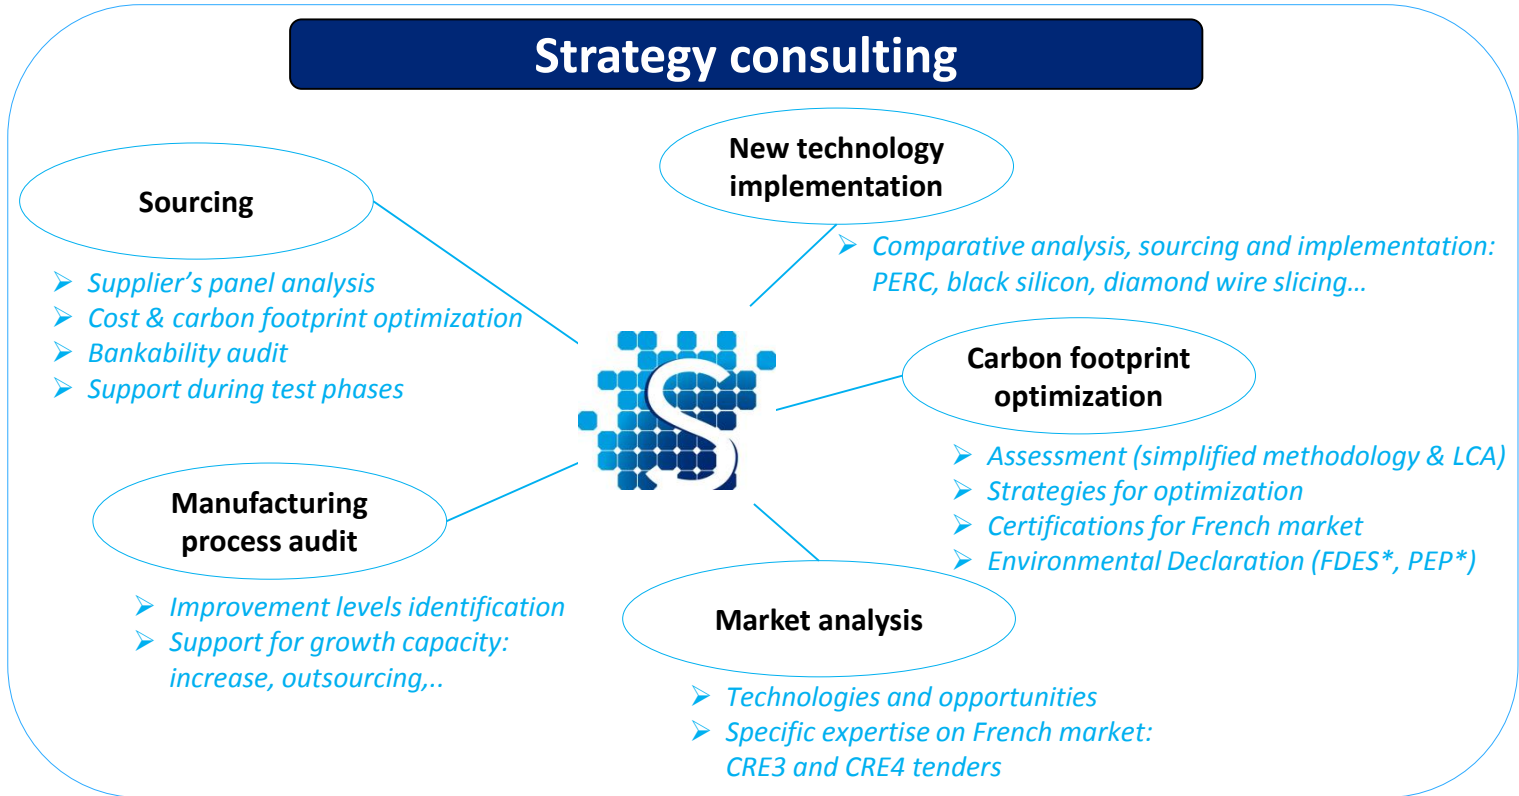 Strategy consulting
New technology
implementation
Sourcing
➢ Comparative analysis, sourcing and implementation:
PERC, black silicon, diamond wire slicing...
➢ Supplier’s panel analysis
➢ Cost & carbon footprint optimization
➢ Bankability audit
➢ Support during test phases
Carbon footprint
optimization
S
➢ Assessment (simplified methodology & LCA)
➢ Strategies for optimization
➢ Certifications for French market
➢ Environmental Declaration (FDES*, PEP*)
Manufacturing
process audit
➢ Improvement levels identification
➢ Support for growth capacity:
increase, outsourcing,..
Market analysis
➢ Technologies and opportunities
➢ Specific expertise on French market:
CRE3 and CRE4 tenders